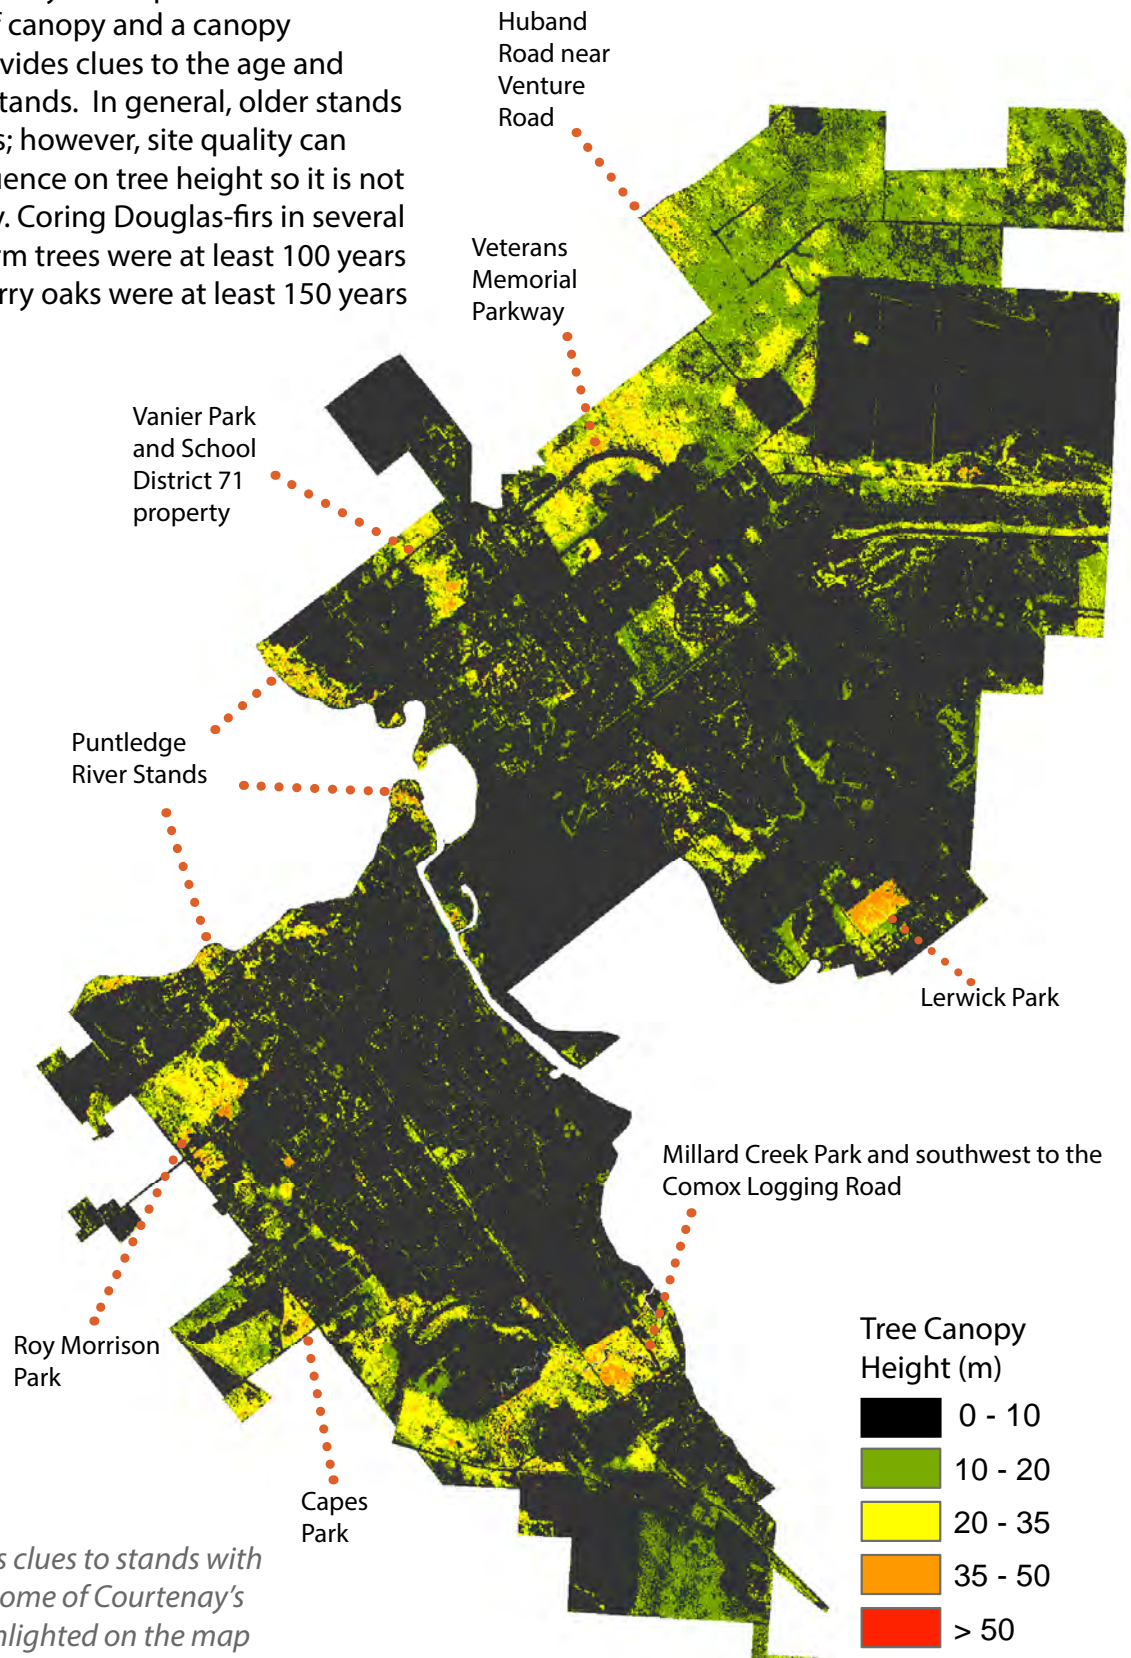 f canopy and a canopy
vides clues to the age and
tands. In general, older stands
s; however, site quality can
uence on tree height so it is not
y. Coring Douglas-firs in several
rm trees were at least 100 years
rry oaks were at least 150 years
Huband
Road near
Venture
Road
Veterans
Memorial
Parkway
Vanier Park
and School
District 71
property
Puntledge
River Stands
Lerwick Park
Millard Creek Park and southwest to the
Comox Logging Road
Roy Morrison
Park
Capes
Park
Tree Canopy
Height (m)
0 - 10
10 - 20
20 - 35
35 - 50
> 50
s clues to stands with
ome of Courtenay's
hlighted on the map